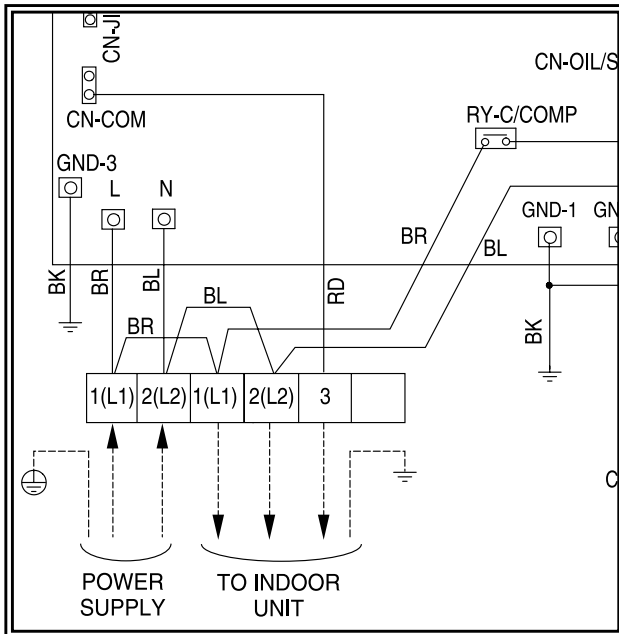 CN-JI
CN-OIL/S
CN-COM
RY-C/COMP
GND-3
L
N
GND-1
GN
BR
BL
BK
BR
BL
RD
BL
BR
BK
1(L1)
2(L2)
1(L1)
2(L2)
3
C
POWER
SUPPLY
TO INDOOR
UNIT